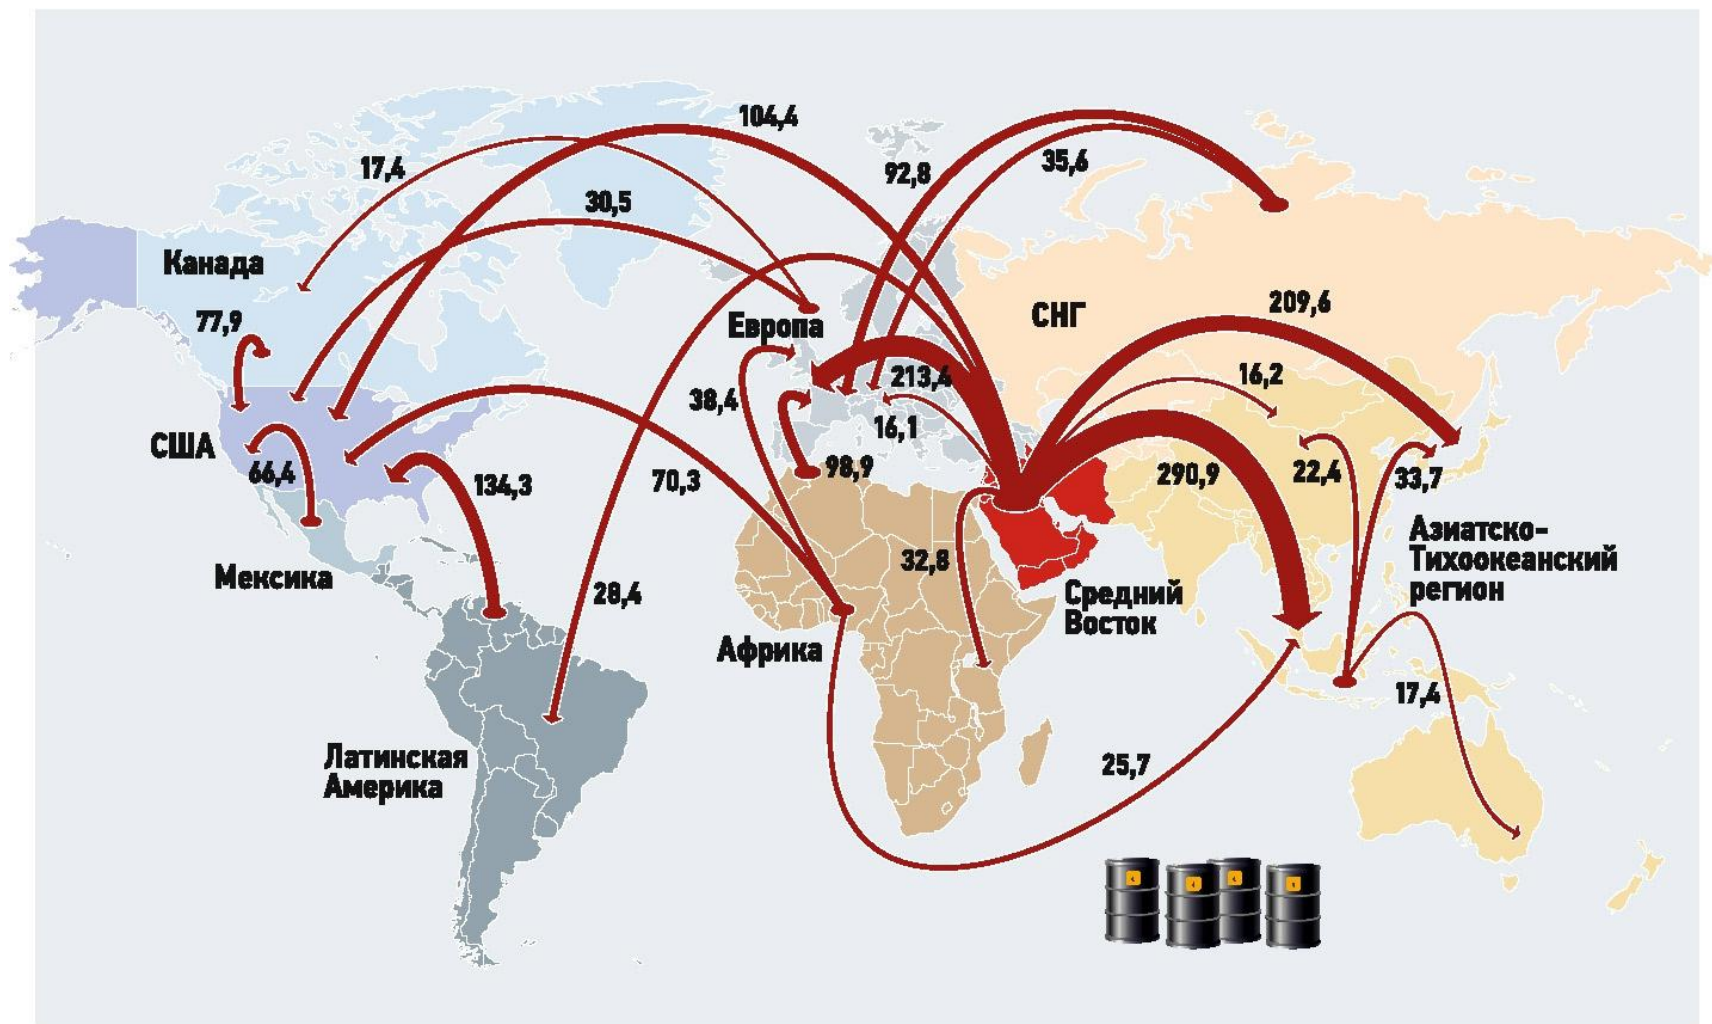 104,4
17,4
92,8
35,6
30,5
Канада
77,9
Европа
СНГ
209,6
213,4
16,2
38,4
16,1
США
66,4
134,3
70,3
98,9
290,9
22,4
33,7
Азиатско-
Тихоокеанский
регион
Мексика
28,4
32,8
Средний
Восток
Африка
17,4
Латинская
Америка
25,7